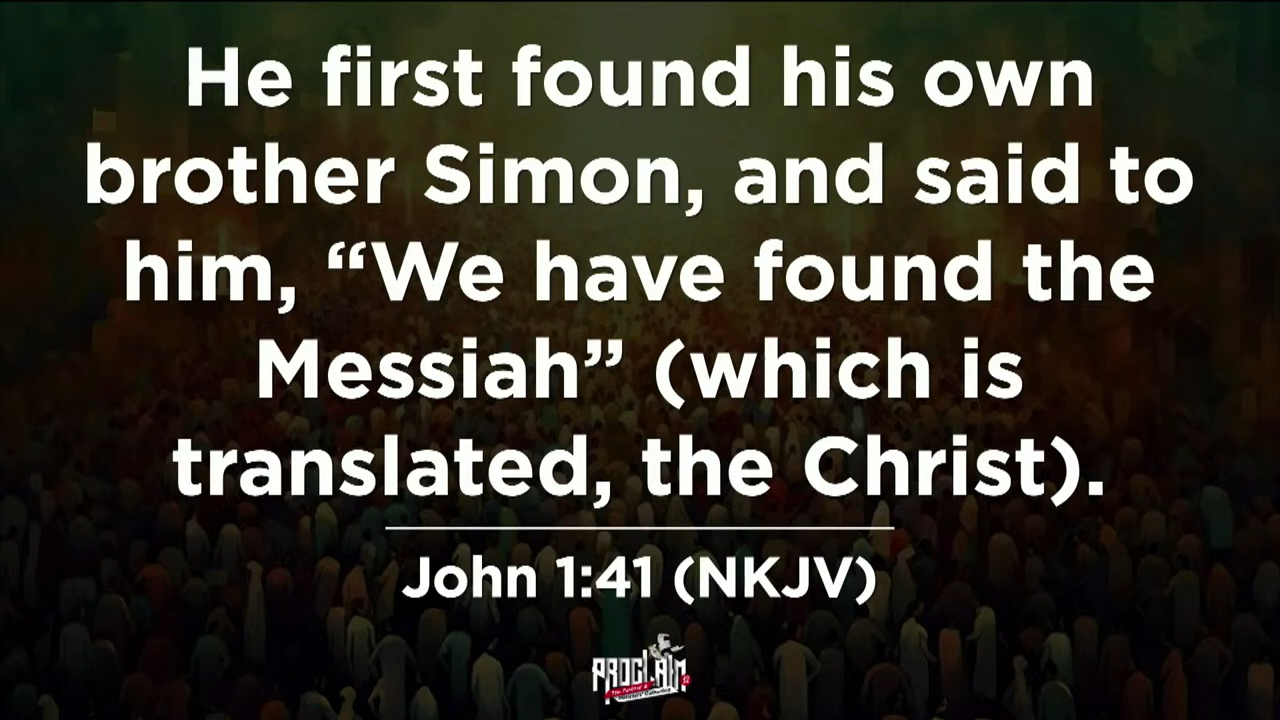 He first found his own
brother Simon, and said to
him, “We have found the
Messiah” (which is
translated, the Christ).
John 1:41 (NKJV)
PROCLAIM